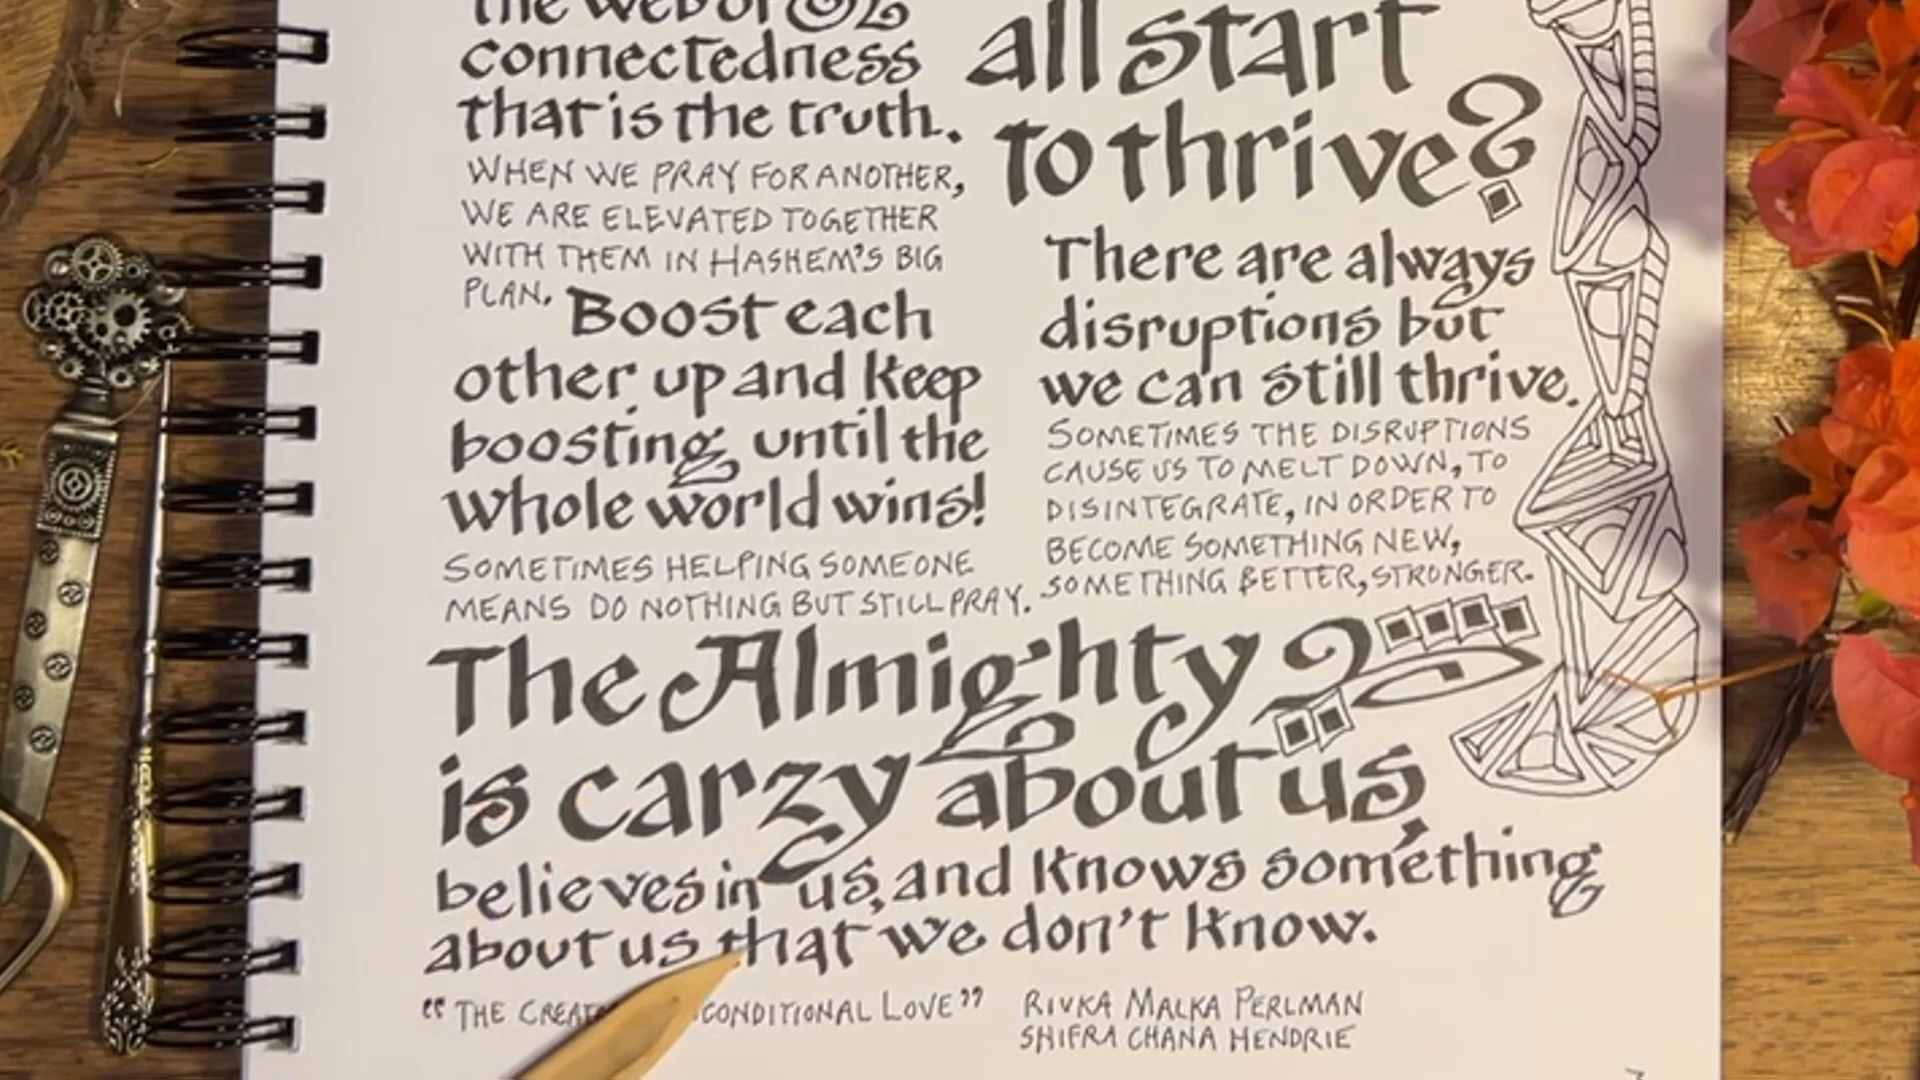 the web of
connectedness
that is the truth.
WHEN WE PRAY FOR ANOTHER,
WE ARE ELEVATED TOGETHER
WITH THEM IN HASHEM'S BIG
PLAN.
Boost each
other up and keep
boosting, until the
whole world wins!
SOMETIMES HELPING SOMEONE
MEANS DO NOTHING BUT STILL PRAY.
all start
to thrive?
There are always
disruptions but
we can still thrive.
SOMETIMES THE DISRUPTIONS
CAUSE US TO MELT DOWN, TO
DISINTEGRATE, IN ORDER TO
BECOME SOMETHING NEW,
SOMETHING BETTER, STRONGER.
The Almighty
is carzy about us,
believes in us, and knows something
about us that we don't know.
"THE CREAT CONDITIONAL LOVE" RIVKA MALKA PERLMAN
SHIFRA CHANA HENDRIE